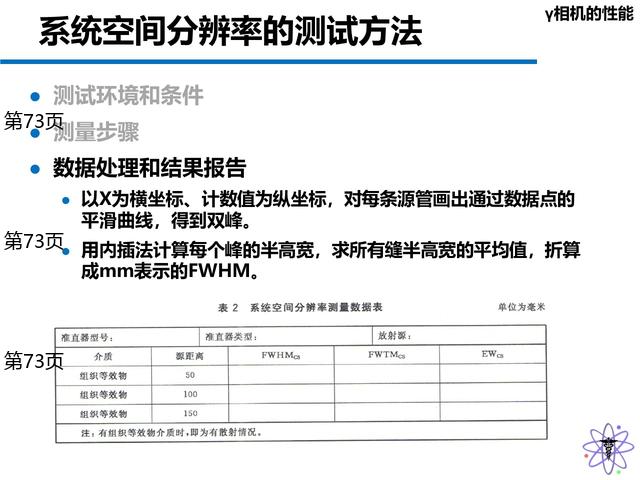 γ相机的性能
系统空间分辨率的测试方法
测试环境和条件
第73页
测量步骤
数据处理和结果报告
以X为横坐标、计数值为纵坐标，对每条源管画出通过数据点的
平滑曲线，得到双峰。
第73页
用内插法计算每个峰的半高宽，求所有缝半高宽的平均值，折算
成mm表示的FWHM。
表 2 系统空间分辨率测量数据表 单位为毫米
准直器型号： 准直器类型： 放射源：
第73页
介质 源距离 FWHMCS FWTMCS EWCS
组织等效物 50
组织等效物 100
组织等效物 150
注：有组织等效物介质时，即为有散射情况。